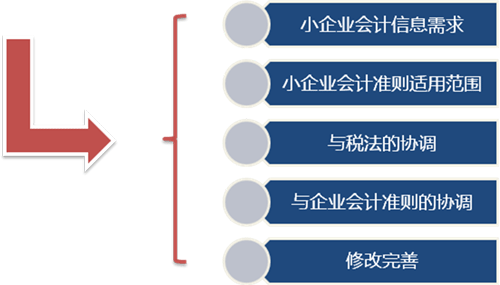 小企业会计信息需求
小企业会计准则适用范围
与税法的协调
与企业会计准则的协调
修改完善